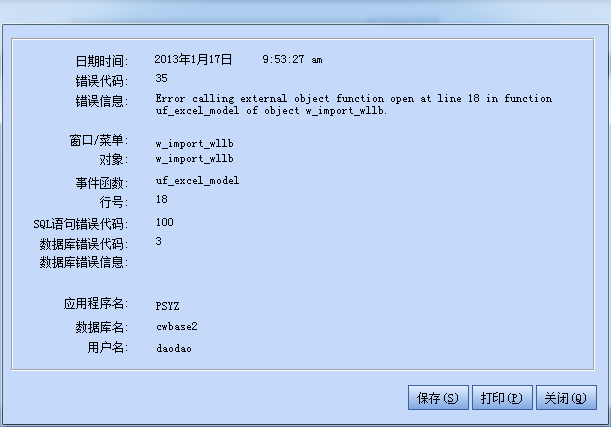 日期时间: 2013年1月17日 9:53:27 am
错误代码: 35
错误信息: Error calling external object function open at line 18 in function
uf_excel_model of object w_import_wllb.
窗口/菜单: w_import_wllb
对象: w_import_wllb
事件函数: uf_excel_model
行号: 18
SQL语句错误代码: 100
数据库错误代码: 3
数据库错误信息:
应用程序名: PSYZ
数据库名: cwbase2
用户名: daodao
保存(S) 打印(P) 关闭(Q)